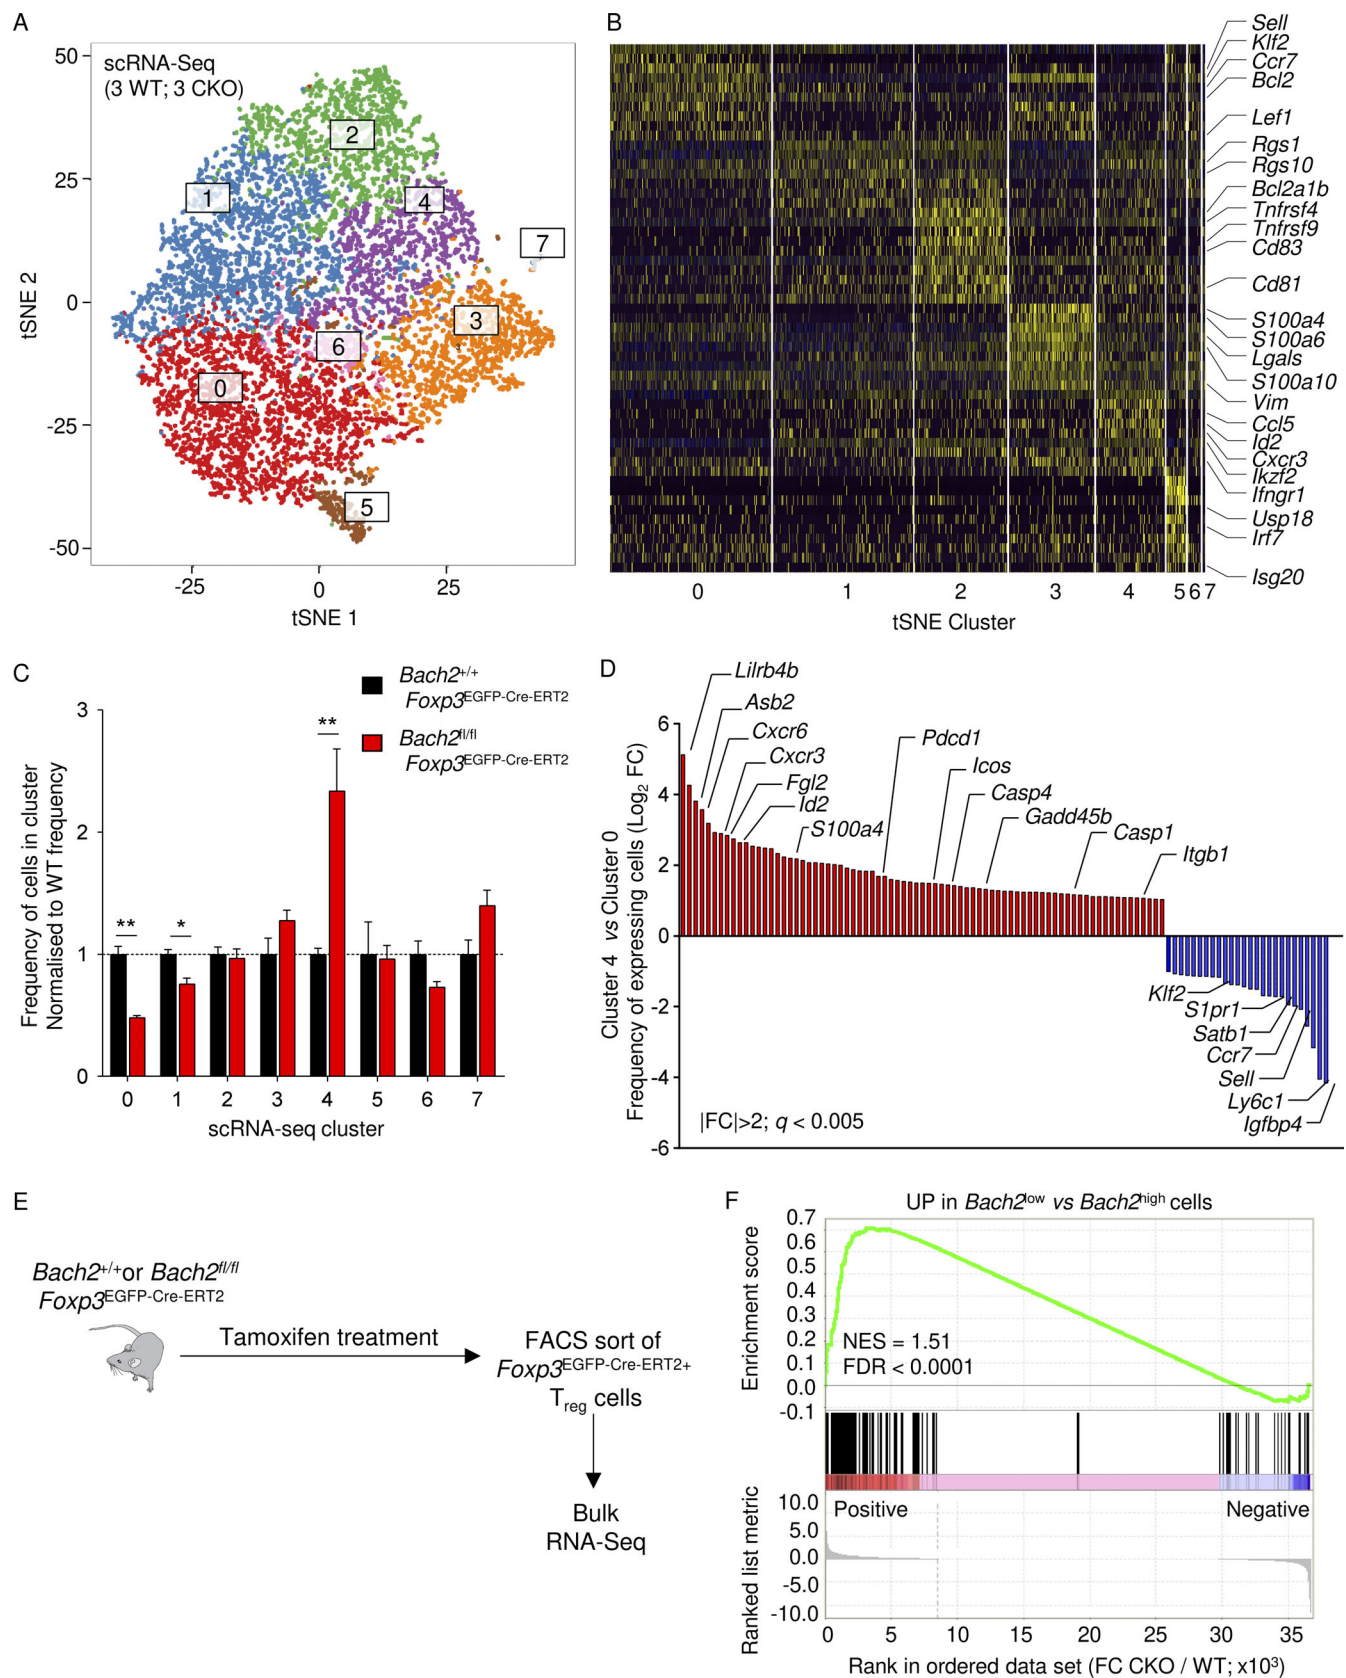 A
scRNA-Seq
(3 WT; 3 CKO)
50
25
0
-25
-50
tSNE 2
0
1
2
3
4
5
6
7
-25
0
25
tSNE 1
B
Sell
Klf2
Ccr7
Bcl2
Lef1
Rgs1
Rgs10
Bcl2a1b
Tnfrsf4
Tnfrsf9
Cd83
Cd81
S100a4
S100a6
Lgals
S100a10
Vim
Ccl5
Id2
Cxcr3
Ikzf2
Ifngr1
Usp18
Irf7
Isg20
0 1 2 3 4 5 6 7
tSNE Cluster
C
Bach2+/+
Foxp3EGFP-Cre-ERT2
Bach2fl/fl
Foxp3EGFP-Cre-ERT2
Frequency of cells in cluster
Normalised to WT frequency
3
2
1
0
**
*
**
0 1 2 3 4 5 6 7
scRNA-seq cluster
D
Cluster 4 vs Cluster 0
Frequency of expressing cells (Log2 FC)
6
4
2
0
-2
-4
-6
Lilrb4b
Asb2
Cxcr6
Cxcr3
Fgl2
Id2
S100a4
Pdcd1
Icos
Casp4
Gadd45b
Casp1
Itgb1
Klf2
S1pr1
Satb1
Ccr7
Sell
Ly6c1
Igfbp4
|FC|>2; q < 0.005
E
Bach2+/+or Bach2fl/fl
Foxp3EGFP-Cre-ERT2
Tamoxifen treatment
FACS sort of
Foxp3EGFP-Cre-ERT2+
Treg cells
Bulk
RNA-Seq
F
UP in Bach2low vs Bach2high cells
Enrichment score
0.7
0.6
0.5
0.4
0.3
0.2
0.1
0.0
-0.1
NES = 1.51
FDR < 0.0001
Positive
Negative
Ranked list metric
10.0
5.0
0.0
-5.0
-10.0
0 5 10 15 20 25 30 35
Rank in ordered data set (FC CKO / WT; x10³)